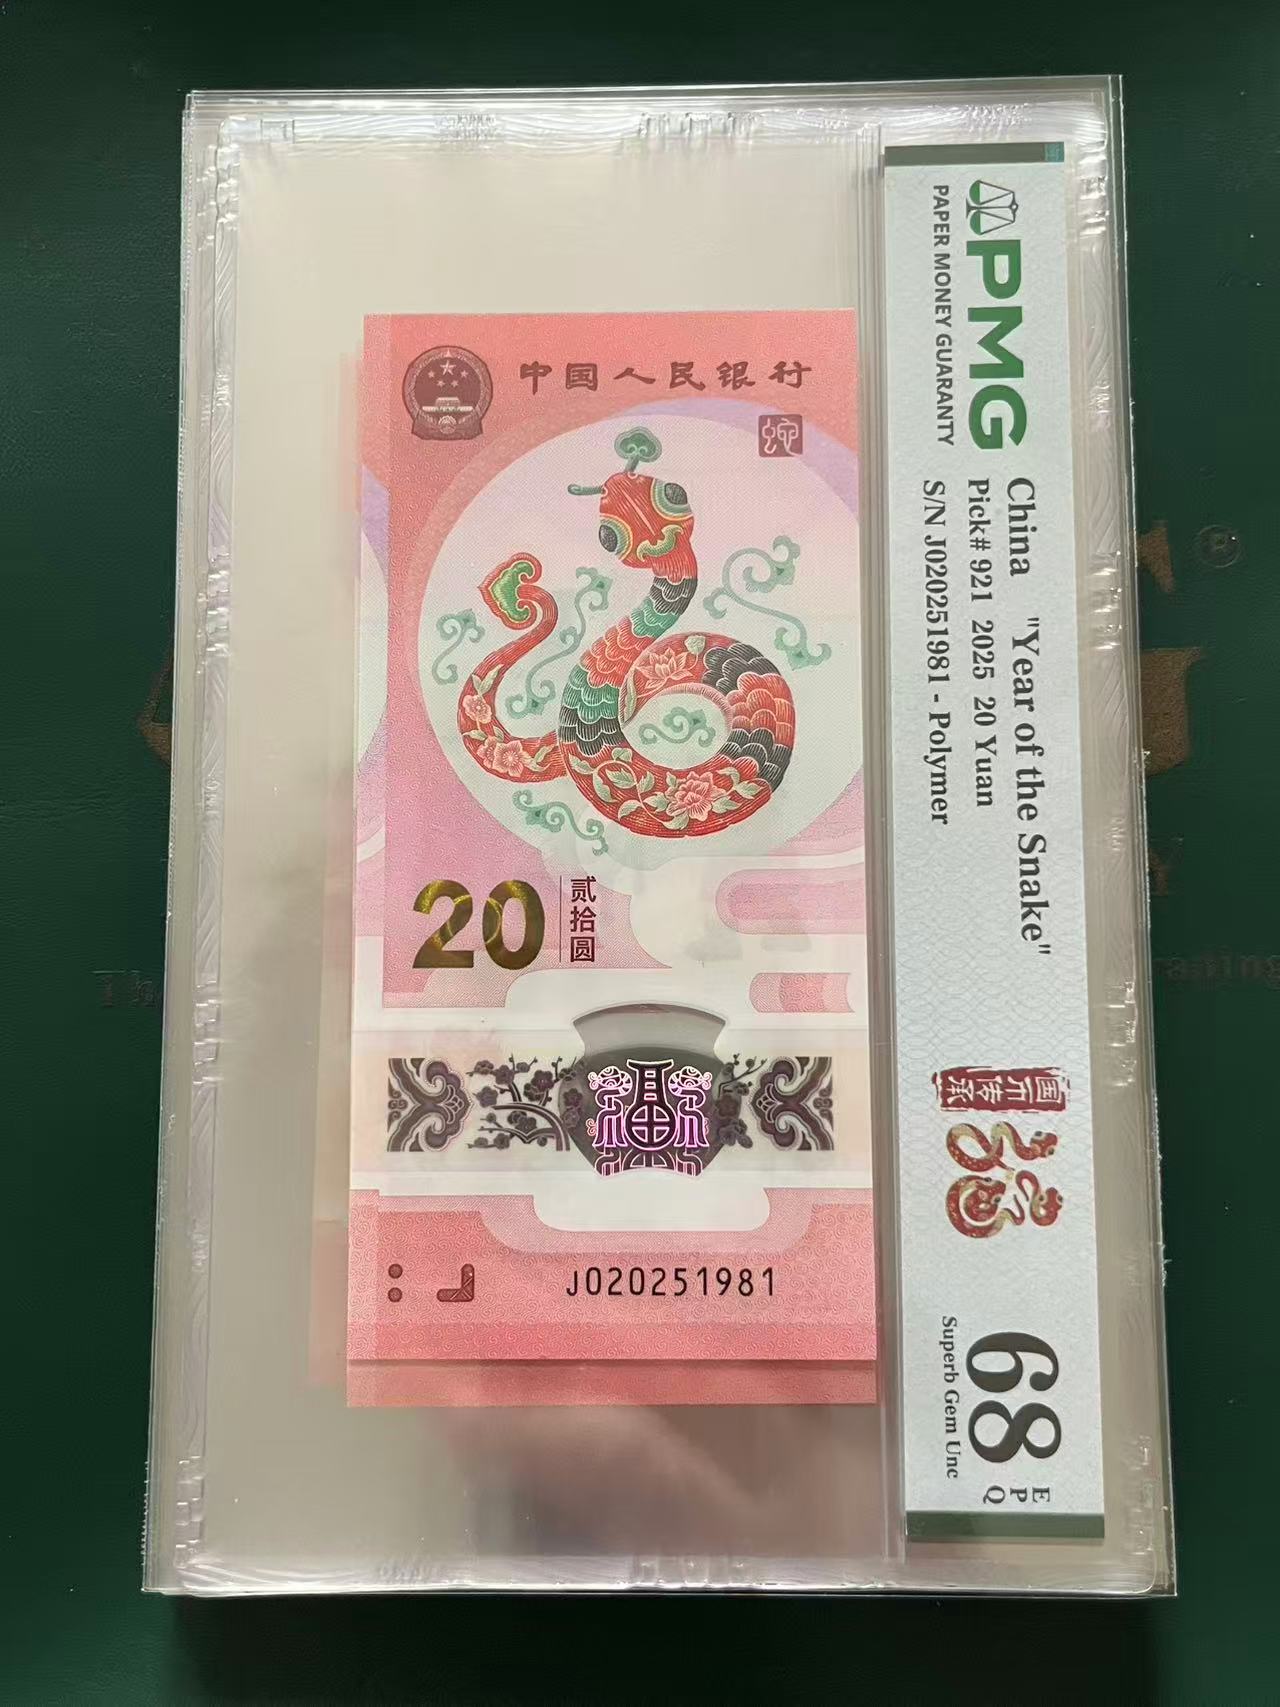 中国人民银行
蛇
20
贰拾圆
J020251981
PMG
PAPER MONEY GUARANTY
China "Year of the Snake"
Pick# 921 2025 20 Yuan
S/N J020251981 - Polymer
国币传承
68
EPQ
Superb Gem Unc